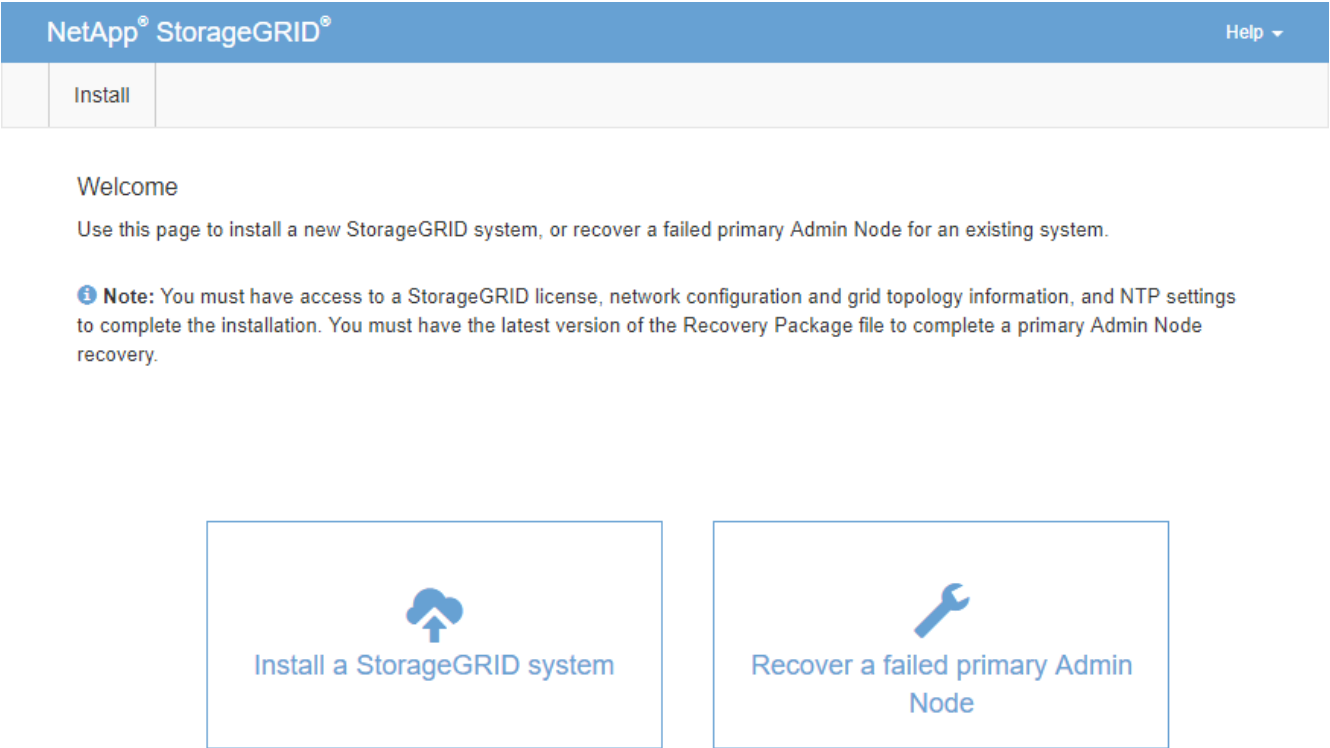 NetApp® StorageGRID®
Help
Install
Welcome
Use this page to install a new StorageGRID system, or recover a failed primary Admin Node for an existing system.
Note: You must have access to a StorageGRID license, network configuration and grid topology information, and NTP settings
to complete the installation. You must have the latest version of the Recovery Package file to complete a primary Admin Node
recovery.
Install a StorageGRID system
Recover a failed primary Admin
Node